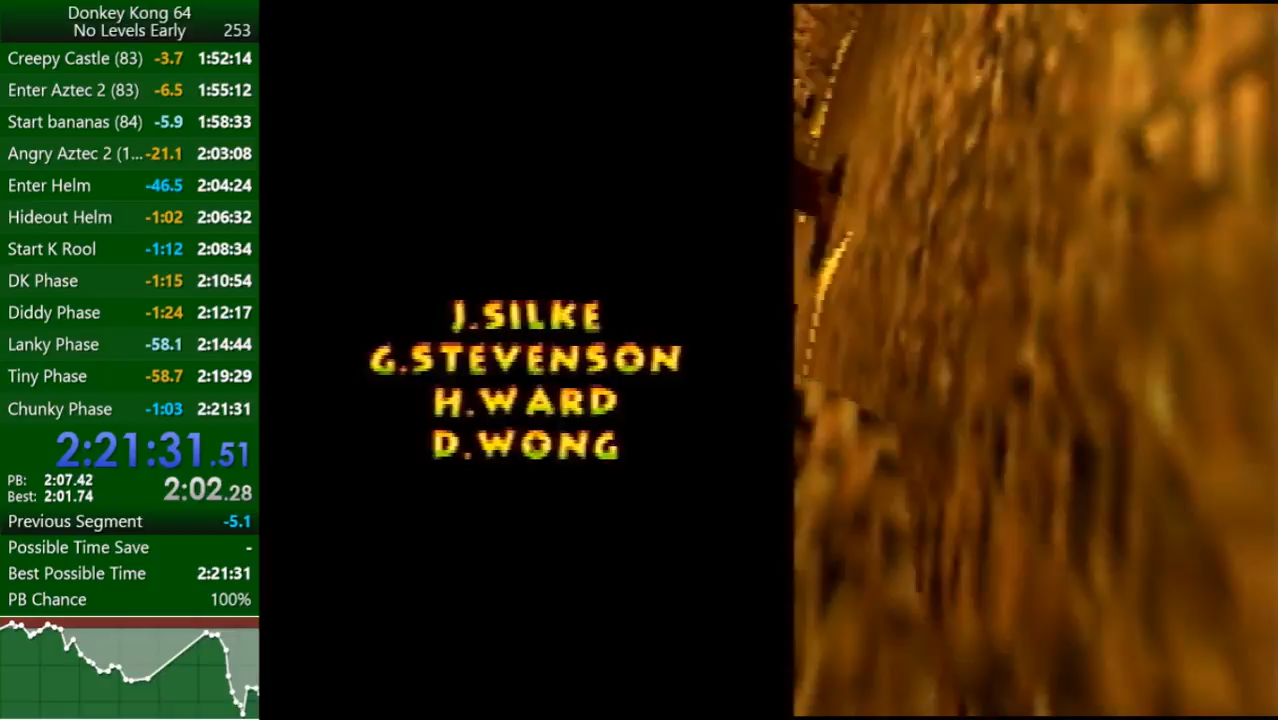 Donkey Kong 64
No Levels Early 253
Creepy Castle (83) -3.7 1:52:14
Enter Aztec 2 (83) -6.5 1:55:12
Start bananas (84) -5.9 1:58:33
Angry Aztec 2 (1... -21.1 2:03:08
Enter Helm -46.5 2:04:24
Hideout Helm -1:02 2:06:32
Start K Rool -1:12 2:08:34
DK Phase -1:15 2:10:54
Diddy Phase -1:24 2:12:17
Lanky Phase -58.1 2:14:44
Tiny Phase -58.7 2:19:29
Chunky Phase -1:03 2:21:31
2:21:31.51
PB: 2:07.42
Best: 2:01.74
2:02.28
Previous Segment -5.1
Possible Time Save -
Best Possible Time 2:21:31
PB Chance 100%
J.SILKE
G.STEVENSON
H.WARD
D.WONG